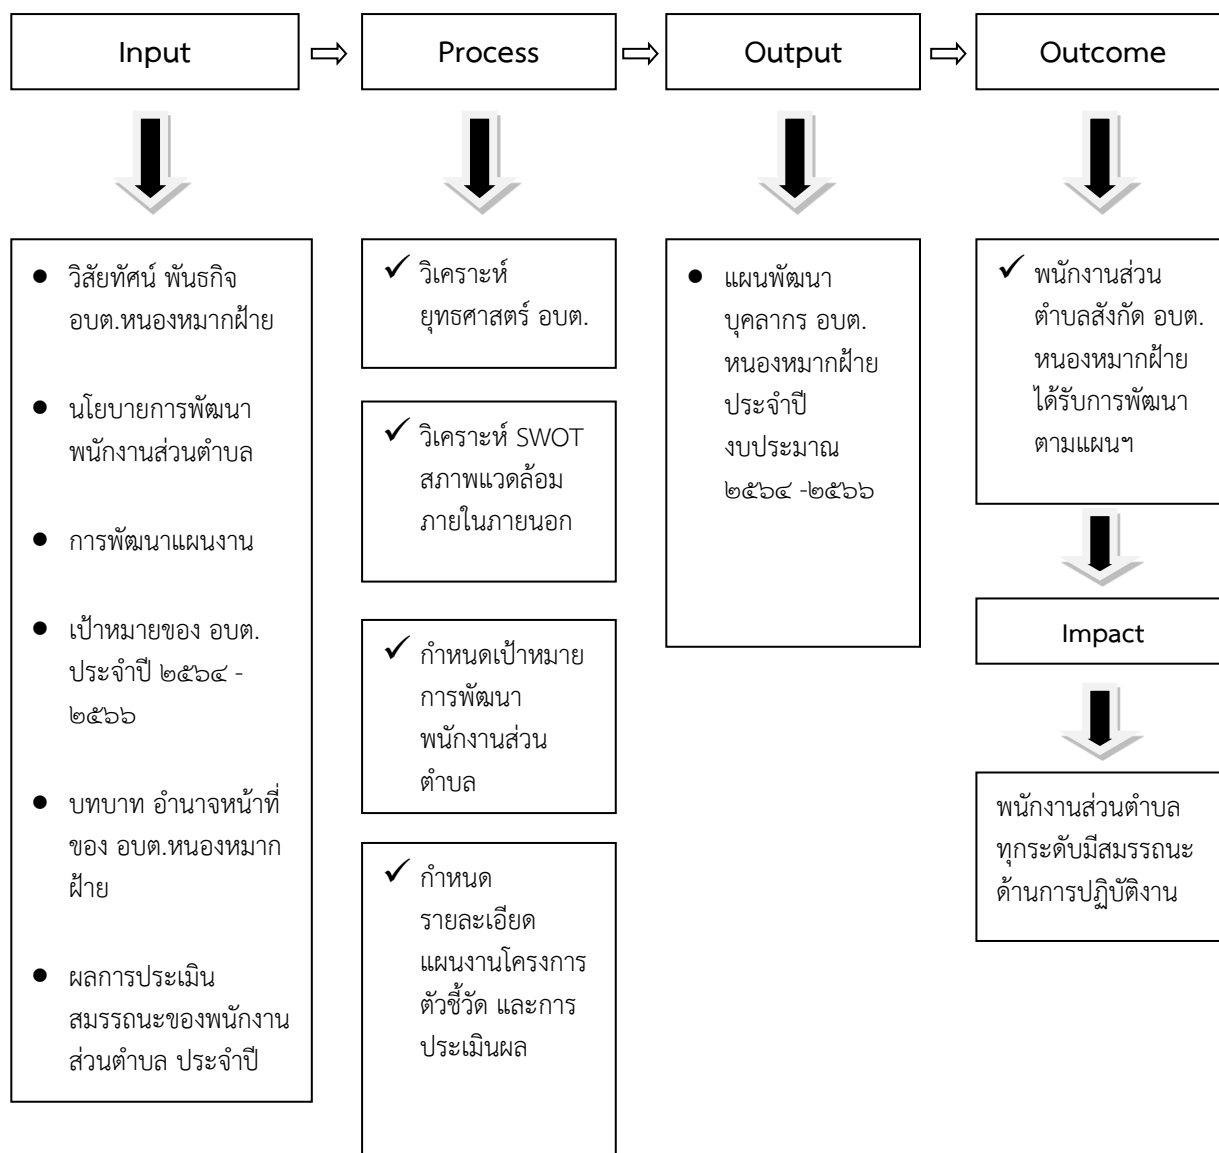 Input
Process
Output
Outcome
วิสัยทัศน์ พันธกิจ
อบต.หนองหมากฝ้าย
นโยบายการพัฒนา
พนักงานส่วนตำบล
การพัฒนาแผนงาน
เป้าหมายของ อบต.
ประจำปี ๒๕๖๔ -
๒๕๖๖
บทบาท อำนาจหน้าที่
ของ อบต.หนองหมาก
ฝ้าย
ผลการประเมิน
สมรรถนะของพนักงาน
ส่วนตำบล ประจำปี
วิเคราะห์
ยุทธศาสตร์ อบต.
วิเคราะห์ SWOT
สภาพแวดล้อม
ภายในภายนอก
กำหนดเป้าหมาย
การพัฒนา
พนักงานส่วน
ตำบล
กำหนด
รายละเอียด
แผนงานโครงการ
ตัวชี้วัด และการ
ประเมินผล
แผนพัฒนา
บุคลากร อบต.
หนองหมากฝ้าย
ประจำปี
งบประมาณ
๒๕๖๔ -๒๕๖๖
พนักงานส่วน
ตำบลสังกัด อบต.
หนองหมากฝ้าย
ได้รับการพัฒนา
ตามแผนฯ
Impact
พนักงานส่วนตำบล
ทุกระดับมีสมรรถนะ
ด้านการปฏิบัติงาน